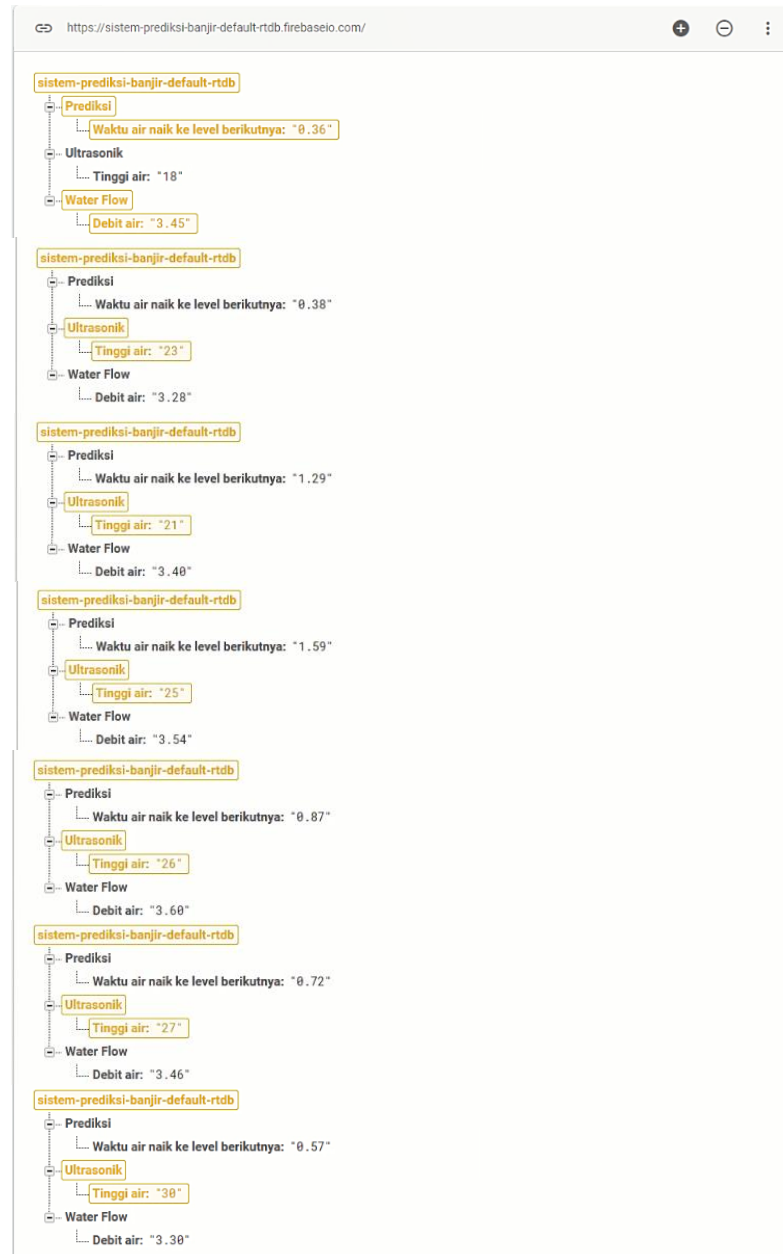 https://sistem-prediksi-banjir-default-rtdb.firebaseio.com/
sistem-prediksi-banjir-default-rtdb
Prediksi
Waktu air naik ke level berikutnya: "0.36"
Ultrasonik
Tinggi air: "18"
Water Flow
Debit air: "3.45"
sistem-prediksi-banjir-default-rtdb
Prediksi
Waktu air naik ke level berikutnya: "0.38"
Ultrasonik
Tinggi air: "23"
Water Flow
Debit air: "3.28"
sistem-prediksi-banjir-default-rtdb
Prediksi
Waktu air naik ke level berikutnya: "1.29"
Ultrasonik
Tinggi air: "21"
Water Flow
Debit air: "3.40"
sistem-prediksi-banjir-default-rtdb
Prediksi
Waktu air naik ke level berikutnya: "1.59"
Ultrasonik
Tinggi air: "25"
Water Flow
Debit air: "3.54"
sistem-prediksi-banjir-default-rtdb
Prediksi
Waktu air naik ke level berikutnya: "0.87"
Ultrasonik
Tinggi air: "26"
Water Flow
Debit air: "3.60"
sistem-prediksi-banjir-default-rtdb
Prediksi
Waktu air naik ke level berikutnya: "0.72"
Ultrasonik
Tinggi air: "27"
Water Flow
Debit air: "3.46"
sistem-prediksi-banjir-default-rtdb
Prediksi
Waktu air naik ke level berikutnya: "0.57"
Ultrasonik
Tinggi air: "30"
Water Flow
Debit air: "3.30"